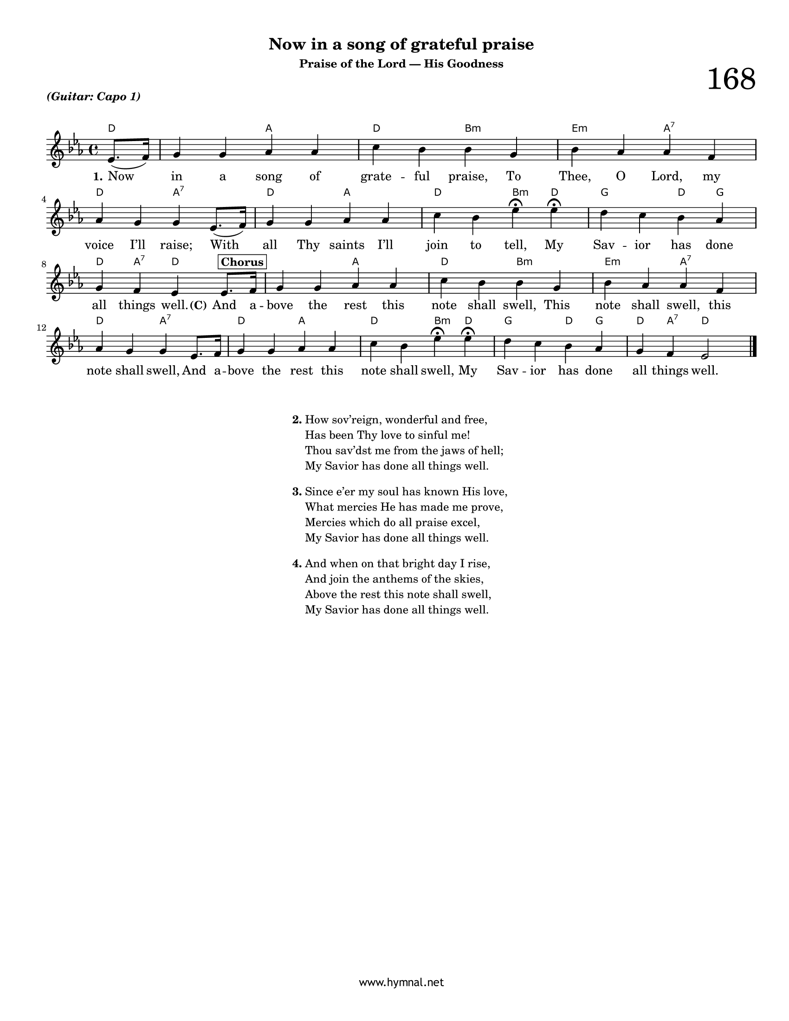 Now in a song of grateful praise
Praise of the Lord — His Goodness
168
(Guitar: Capo 1)
D A D Bm Em A7
1. Now in a song of grate - ful praise, To Thee, O Lord, my
4
D A7 D A D Bm D G D G
voice I'll raise; With all Thy saints I'll join to tell, My Sav - ior has done
8
D A7 D Chorus A D Bm Em A7
all things well. (C) And a - bove the rest this note shall swell, This note shall swell, this
12
D A7 D A D Bm D G D G D A7 D
note shall swell, And a - bove the rest this note shall swell, My Sav - ior has done all things well.
2. How sov'reign, wonderful and free,
Has been Thy love to sinful me!
Thou sav'dst me from the jaws of hell;
My Savior has done all things well.
3. Since e'er my soul has known His love,
What mercies He has made me prove,
Mercies which do all praise excel,
My Savior has done all things well.
4. And when on that bright day I rise,
And join the anthems of the skies,
Above the rest this note shall swell,
My Savior has done all things well.
www.hymnal.net